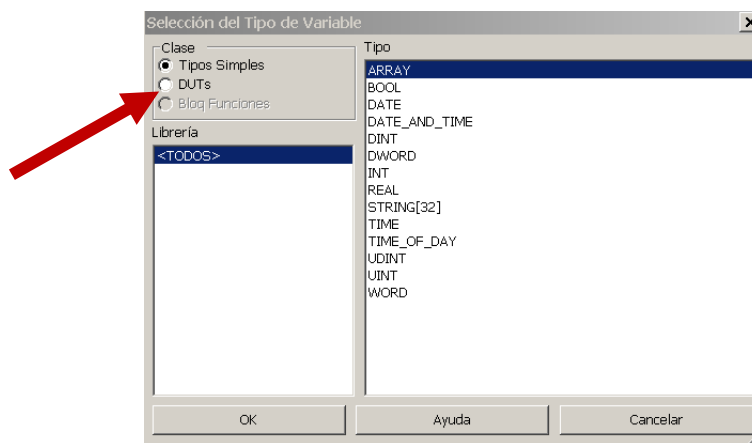 Selección del Tipo de Variable
Clase
Tipos Simples
DUTs
Bloq Funciones
Librería
<TODOS>
Tipo
ARRAY
BOOL
DATE
DATE_AND_TIME
DINT
DWORD
INT
REAL
STRING[32]
TIME
TIME_OF_DAY
UDINT
UINT
WORD
OK
Ayuda
Cancelar